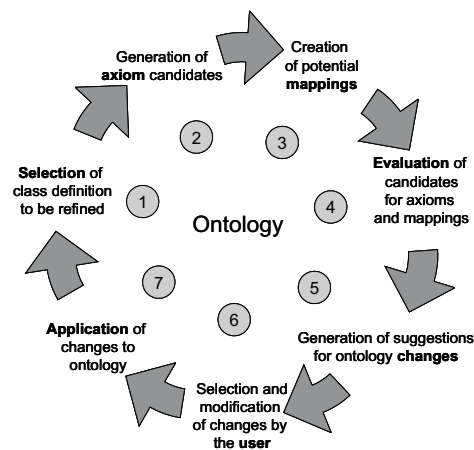 Selection of
class definition
to be refined
1
Generation of
axiom candidates
2
Creation
of potential
mappings
3
Evaluation of
candidates
for axioms
and mappings
4
Generation of suggestions
for ontology changes
5
Selection and
modification
of changes by
the user
6
Application of
changes to
ontology
7
Ontology